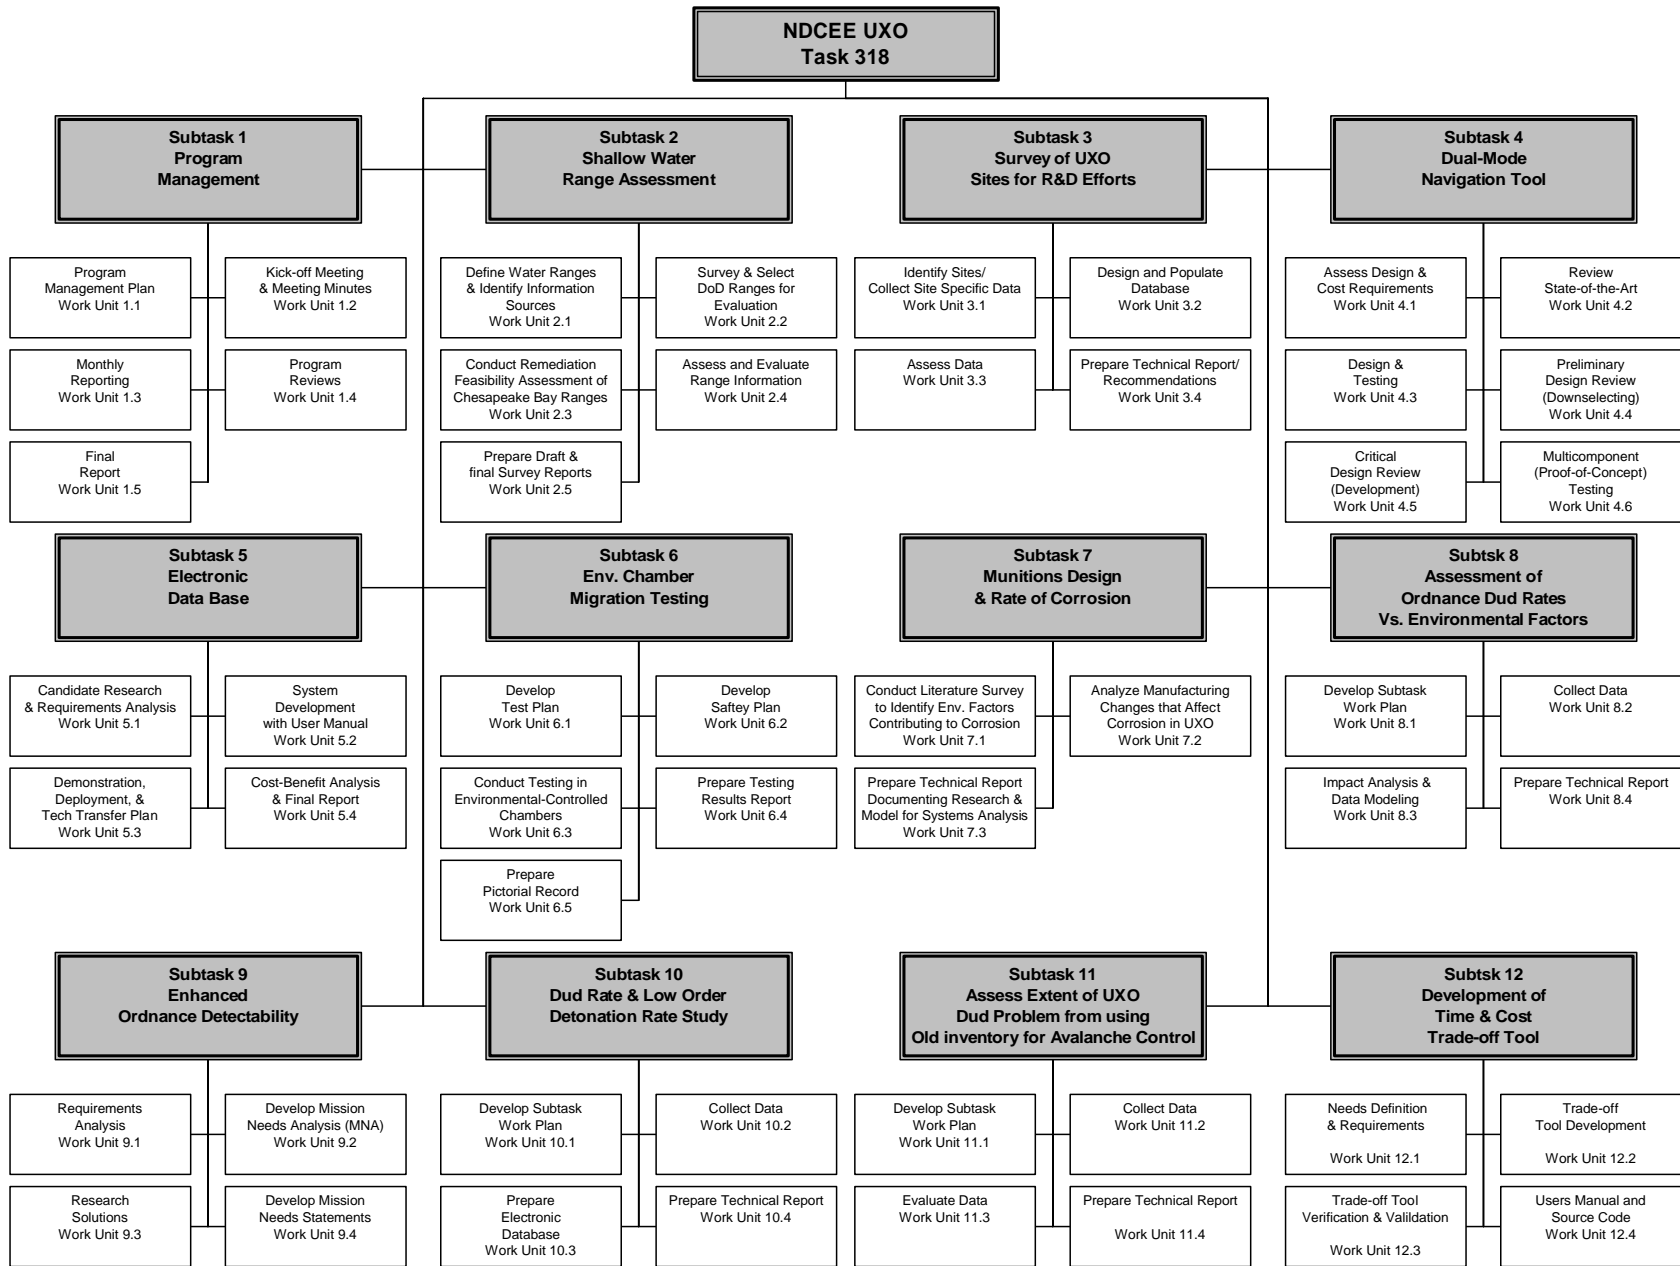 NDCEE UXO
Task 318
Subtask 1
Program
Management
Subtask 2
Shallow Water
Range Assessment
Subtask 3
Survey of UXO
Sites for R&D Efforts
Subtask 4
Dual-Mode
Navigation Tool
Program
Management Plan
Work Unit 1.1
Kick-off Meeting
& Meeting Minutes
Work Unit 1.2
Monthly
Reporting
Work Unit 1.3
Program
Reviews
Work Unit 1.4
Final
Report
Work Unit 1.5
Define Water Ranges
& Identify Information
Sources
Work Unit 2.1
Survey & Select
DoD Ranges for
Evaluation
Work Unit 2.2
Conduct Remediation
Feasibility Assessment of
Chesapeake Bay Ranges
Work Unit 2.3
Assess and Evaluate
Range Information
Work Unit 2.4
Prepare Draft &
final Survey Reports
Work Unit 2.5
Identify Sites/
Collect Site Specific Data
Work Unit 3.1
Design and Populate
Database
Work Unit 3.2
Assess Data
Work Unit 3.3
Prepare Technical Report/
Recommendations
Work Unit 3.4
Assess Design &
Cost Requirements
Work Unit 4.1
Review
State-of-the-Art
Work Unit 4.2
Design &
Testing
Work Unit 4.3
Preliminary
Design Review
(Downselecting)
Work Unit 4.4
Critical
Design Review
(Development)
Work Unit 4.5
Multicomponent
(Proof-of-Concept)
Testing
Work Unit 4.6
Subtask 5
Electronic
Data Base
Subtask 6
Env. Chamber
Migration Testing
Subtask 7
Munitions Design
& Rate of Corrosion
Subtsk 8
Assessment of
Ordnance Dud Rates
Vs. Environmental Factors
Candidate Research
& Requirements Analysis
Work Unit 5.1
System
Development
with User Manual
Work Unit 5.2
Demonstration,
Deployment, &
Tech Transfer Plan
Work Unit 5.3
Cost-Benefit Analysis
& Final Report
Work Unit 5.4
Develop
Test Plan
Work Unit 6.1
Develop
Saftey Plan
Work Unit 6.2
Conduct Testing in
Environmental-Controlled
Chambers
Work Unit 6.3
Prepare Testing
Results Report
Work Unit 6.4
Prepare
Pictorial Record
Work Unit 6.5
Conduct Literature Survey
to Identify Env. Factors
Contributing to Corrosion
Work Unit 7.1
Analyze Manufacturing
Changes that Affect
Corrosion in UXO
Work Unit 7.2
Prepare Technical Report
Documenting Research &
Model for Systems Analysis
Work Unit 7.3
Develop Subtask
Work Plan
Work Unit 8.1
Collect Data
Work Unit 8.2
Impact Analysis &
Data Modeling
Work Unit 8.3
Prepare Technical Report
Work Unit 8.4
Subtask 9
Enhanced
Ordnance Detectability
Subtask 10
Dud Rate & Low Order
Detonation Rate Study
Subtask 11
Assess Extent of UXO
Dud Problem from using
Old inventory for Avalanche Control
Subtsk 12
Development of
Time & Cost
Trade-off Tool
Requirements
Analysis
Work Unit 9.1
Develop Mission
Needs Analysis (MNA)
Work Unit 9.2
Research
Solutions
Work Unit 9.3
Develop Mission
Needs Statements
Work Unit 9.4
Develop Subtask
Work Plan
Work Unit 10.1
Collect Data
Work Unit 10.2
Prepare
Electronic
Database
Work Unit 10.3
Prepare Technical Report
Work Unit 10.4
Develop Subtask
Work Plan
Work Unit 11.1
Collect Data
Work Unit 11.2
Evaluate Data
Work Unit 11.3
Prepare Technical Report
Work Unit 11.4
Needs Definition
& Requirements
Work Unit 12.1
Trade-off
Tool Development
Work Unit 12.2
Trade-off Tool
Verification & Valildation
Work Unit 12.3
Users Manual and
Source Code
Work Unit 12.4